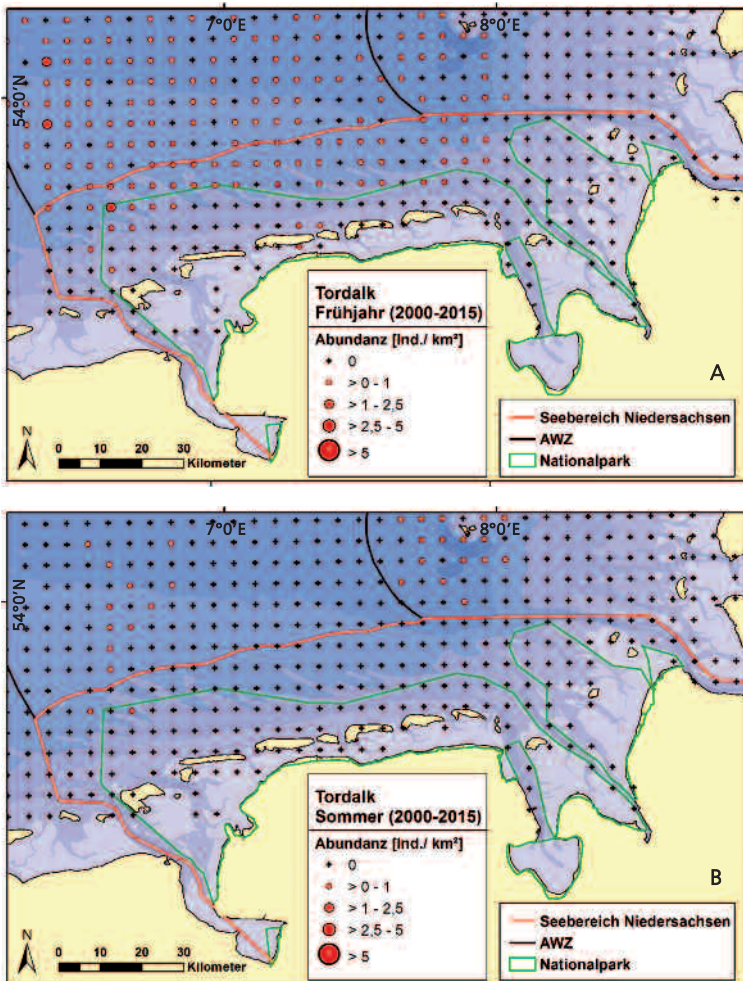 7°0'E
8°0'E
54°0'N
Tordalk
Frühjahr (2000-2015)
Abundanz [Ind./ km²]
0
> 0 - 1
> 1 - 2,5
> 2,5 - 5
> 5
A
Seebereich Niedersachsen
AWZ
Nationalpark
N
0 10 20 30
Kilometer
7°0'E
8°0'E
54°0'N
Tordalk
Sommer (2000-2015)
Abundanz [Ind./ km²]
0
> 0 - 1
> 1 - 2,5
> 2,5 - 5
> 5
B
Seebereich Niedersachsen
AWZ
Nationalpark
N
0 10 20 30
Kilometer